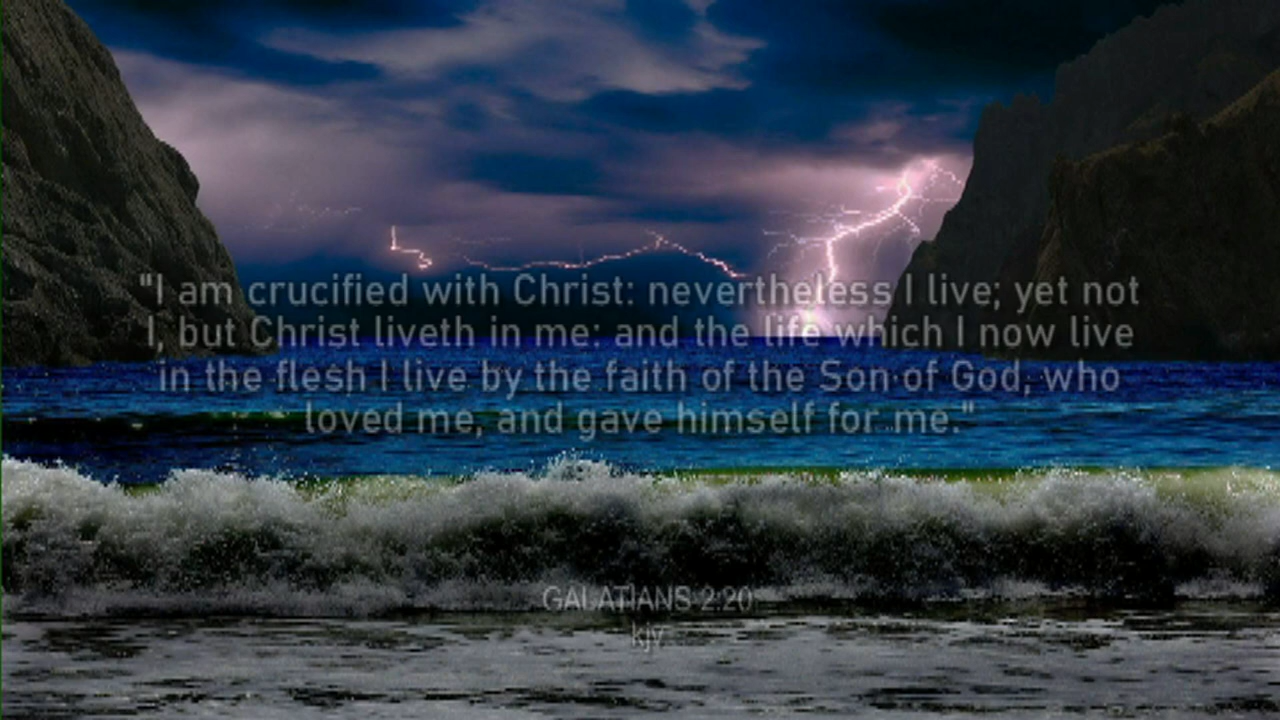 "I am crucified with Christ: nevertheless I live; yet not
I, but Christ liveth in me: and the life which I now live
in the flesh I live by the faith of the Son of God, who
loved me, and gave himself for me."
GALATIANS 2:20
kjv